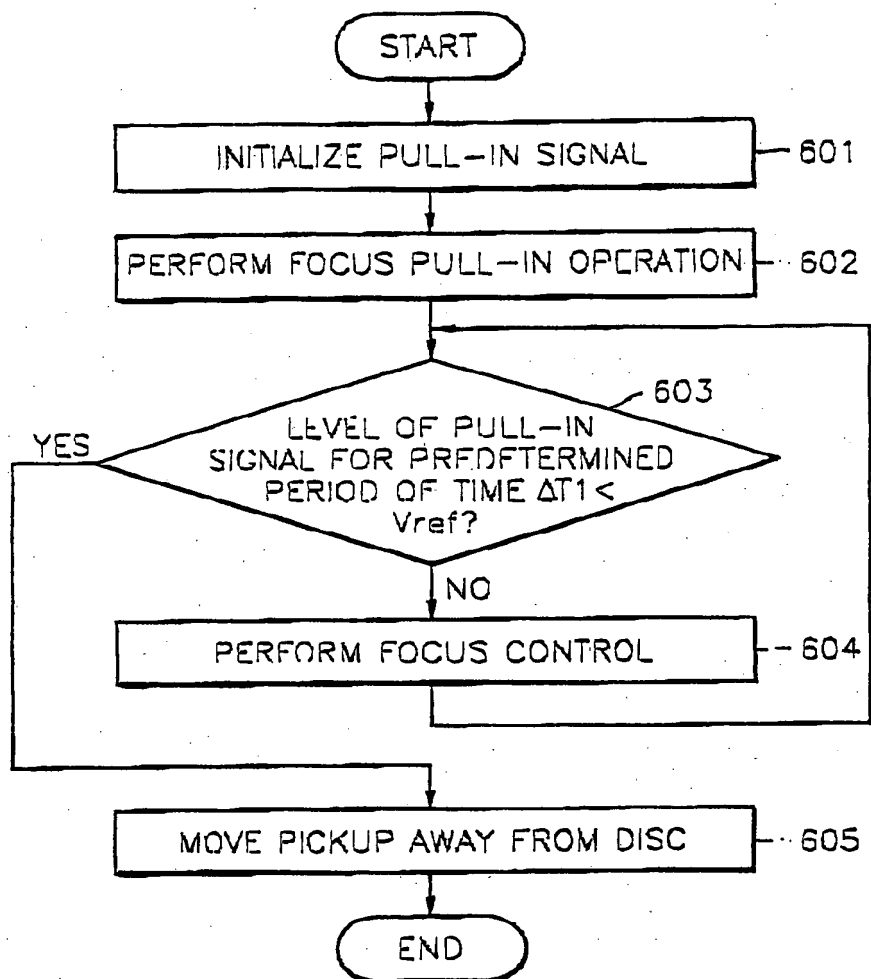 START
INITIALIZE PULL-IN SIGNAL
601
PERFORM FOCUS PULL-IN OPERATION
602
603
YES
LEVEL OF PULL-IN
SIGNAL FOR PREDETERMINED
PERIOD OF TIME ΔT1 <
Vref?
NO
PERFORM FOCUS CONTROL
604
MOVE PICKUP AWAY FROM DISC
605
END